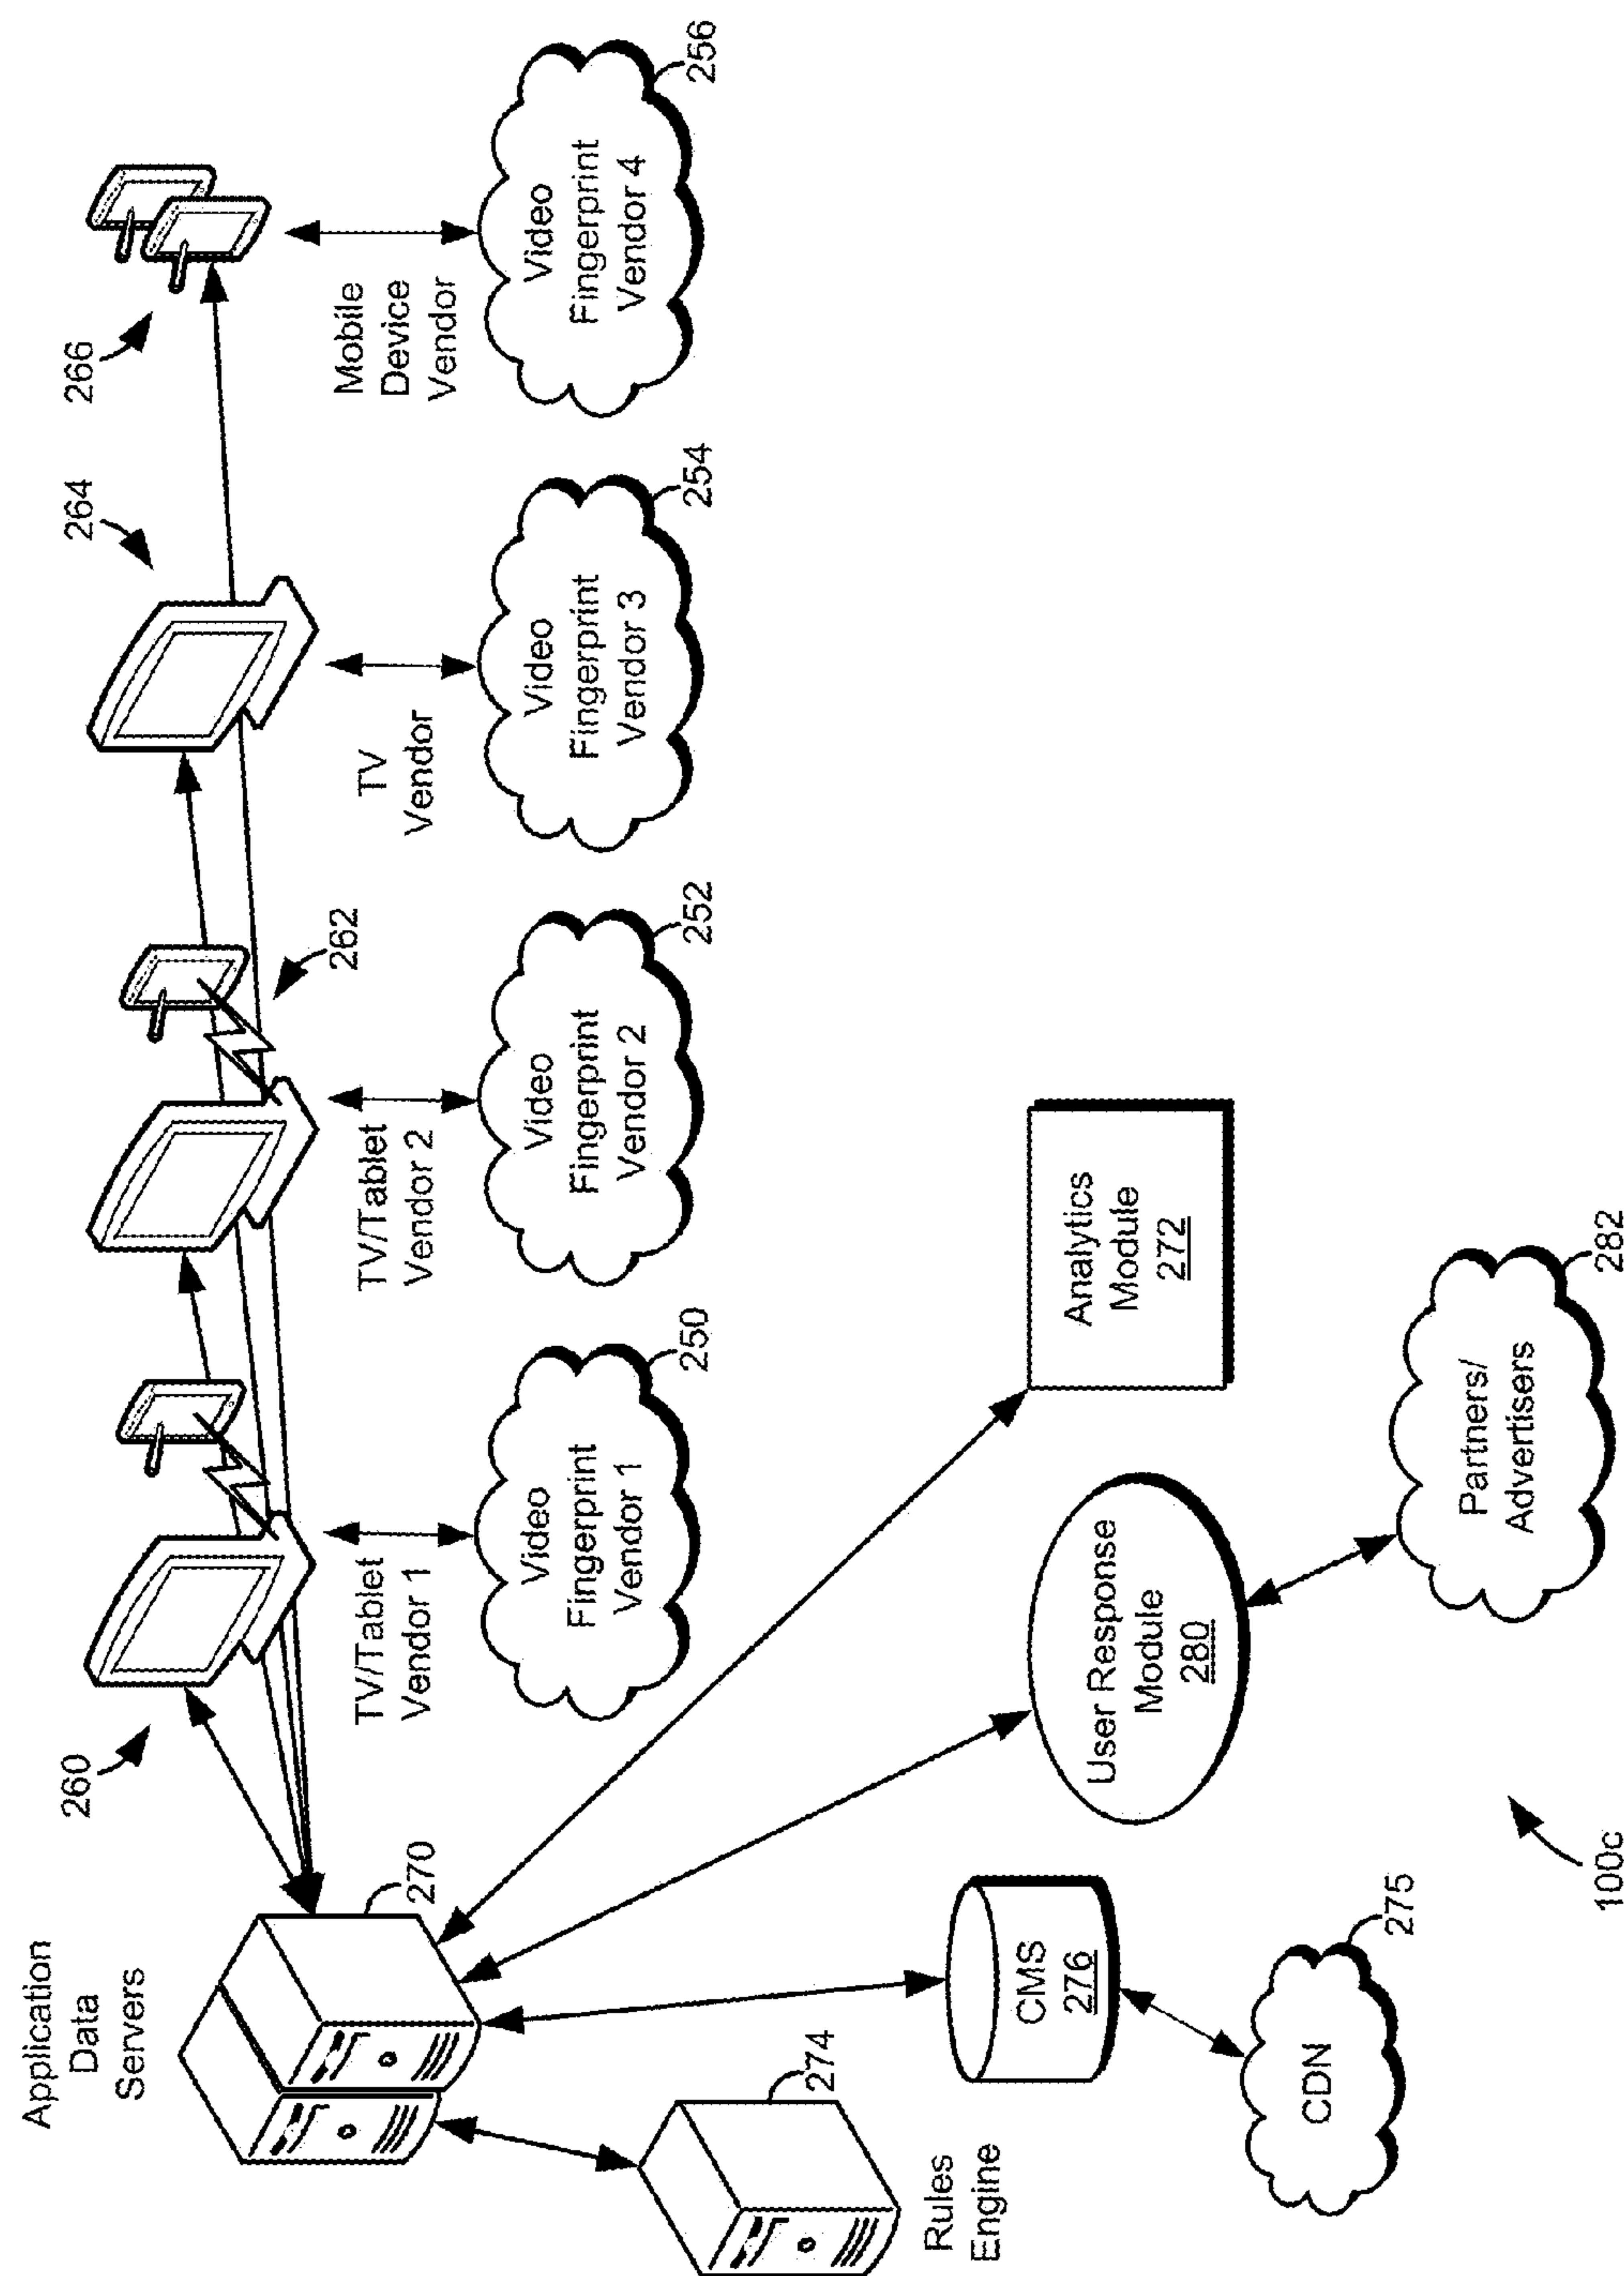 Application
Data
Servers
270
260
262
264
266
TV/Tablet
Vendor 1
TV/Tablet
Vendor 2
TV
Vendor
Mobile
Device
Vendor
Video
Fingerprint
Vendor 1
250
Video
Fingerprint
Vendor 2
252
Video
Fingerprint
Vendor 3
254
Video
Fingerprint
Vendor 4
256
274
Rules
Engine
CMS
276
CDN
275
User Response
Module
280
Analytics
Module
272
Partners/
Advertisers
282
100c